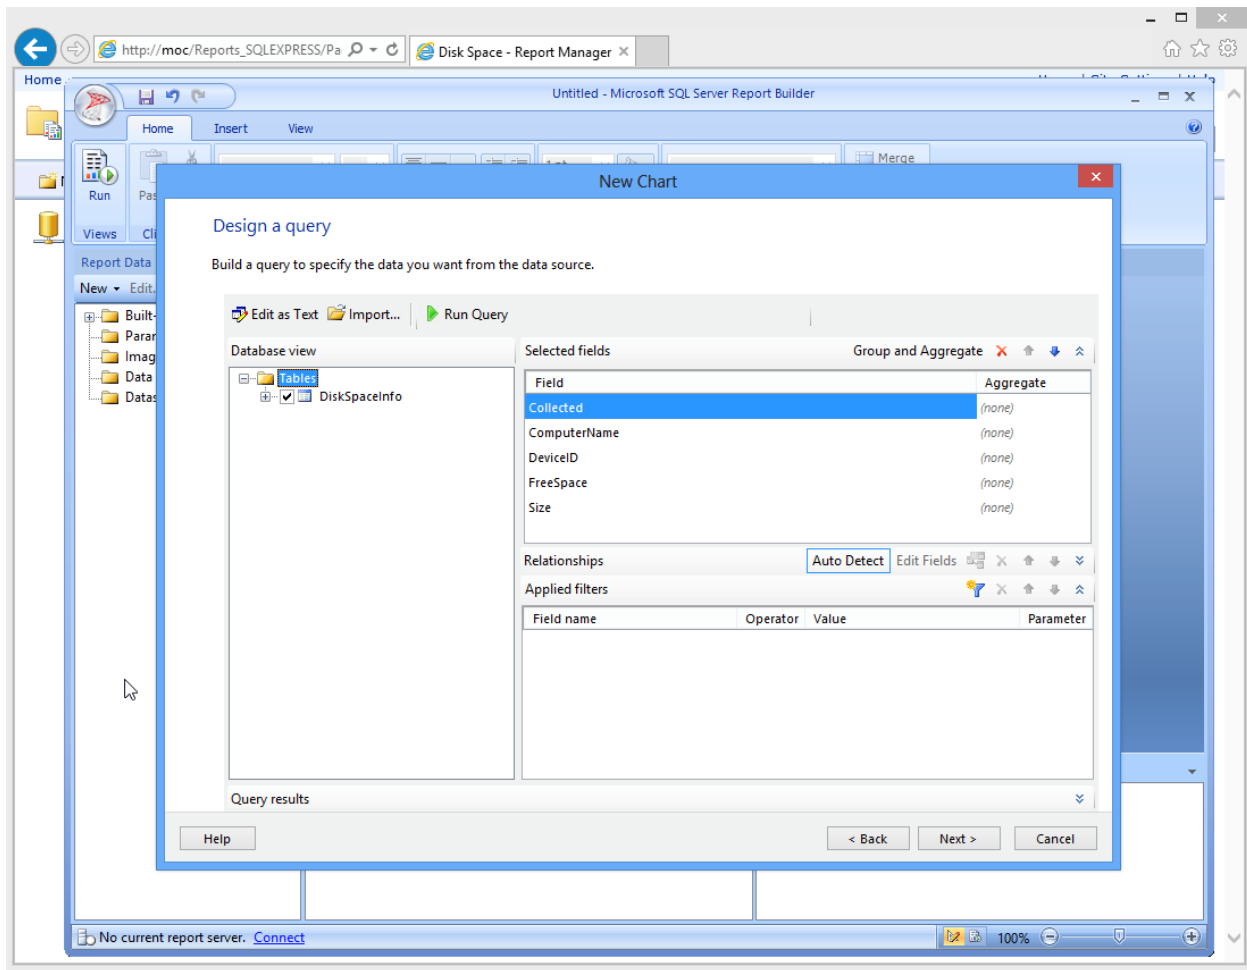 http://moc/Reports_SQLEXPRESS/Pa
Disk Space - Report Manager
Home
Untitled - Microsoft SQL Server Report Builder
Home Insert View
Merge
Run
Views
New Chart
Report Data
New Edit
Design a query
Build a query to specify the data you want from the data source.
Edit as Text Import... Run Query
Database view
Tables
DiskSpaceInfo
Selected fields Group and Aggregate
Field Aggregate
Collected (none)
ComputerName (none)
DeviceID (none)
FreeSpace (none)
Size (none)
Relationships Auto Detect Edit Fields
Applied filters
Field name Operator Value Parameter
Query results
Help < Back Next > Cancel
No current report server. Connect
100%